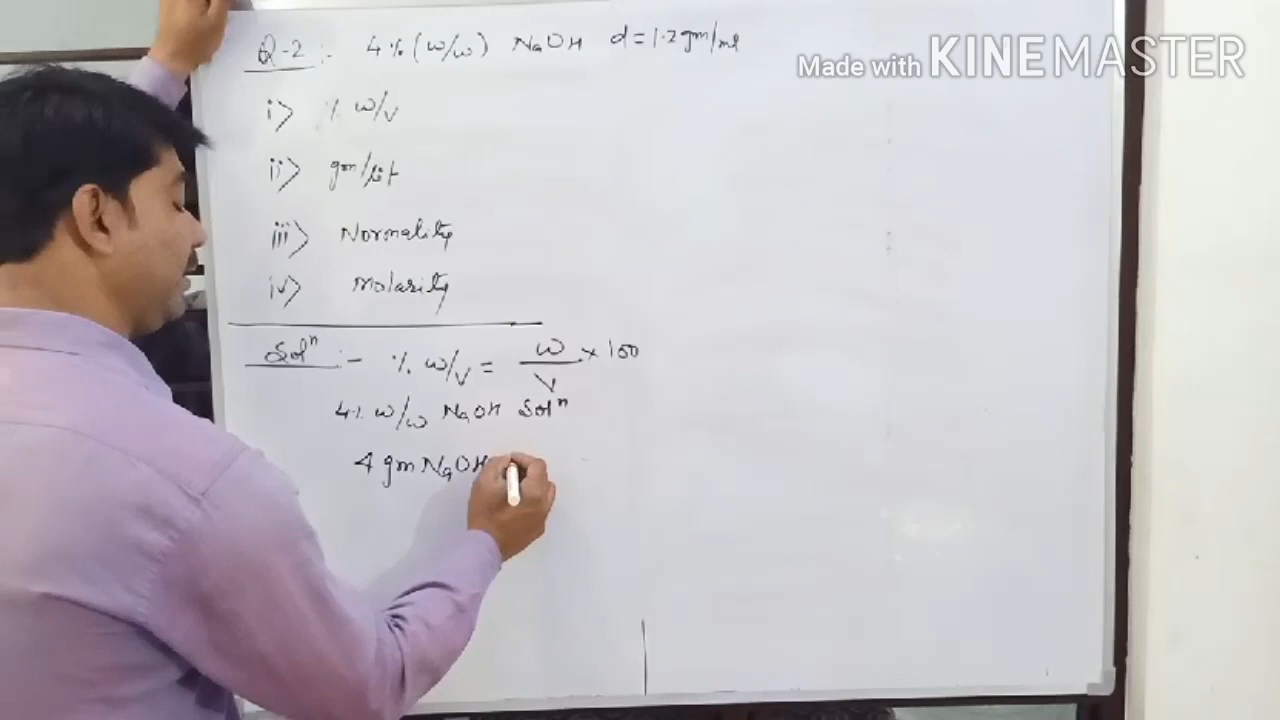 Q-2 :- 4% (w/w) NaOH d = 1.2 gm/ml
Made with KINEMASTER
i> % w/v
ii> gm/lit
iii> Normality
iv> Molarity
Solⁿ :- % w/v = w/v × 100
4% w/w NaOH Solⁿ
4 gm NaOH